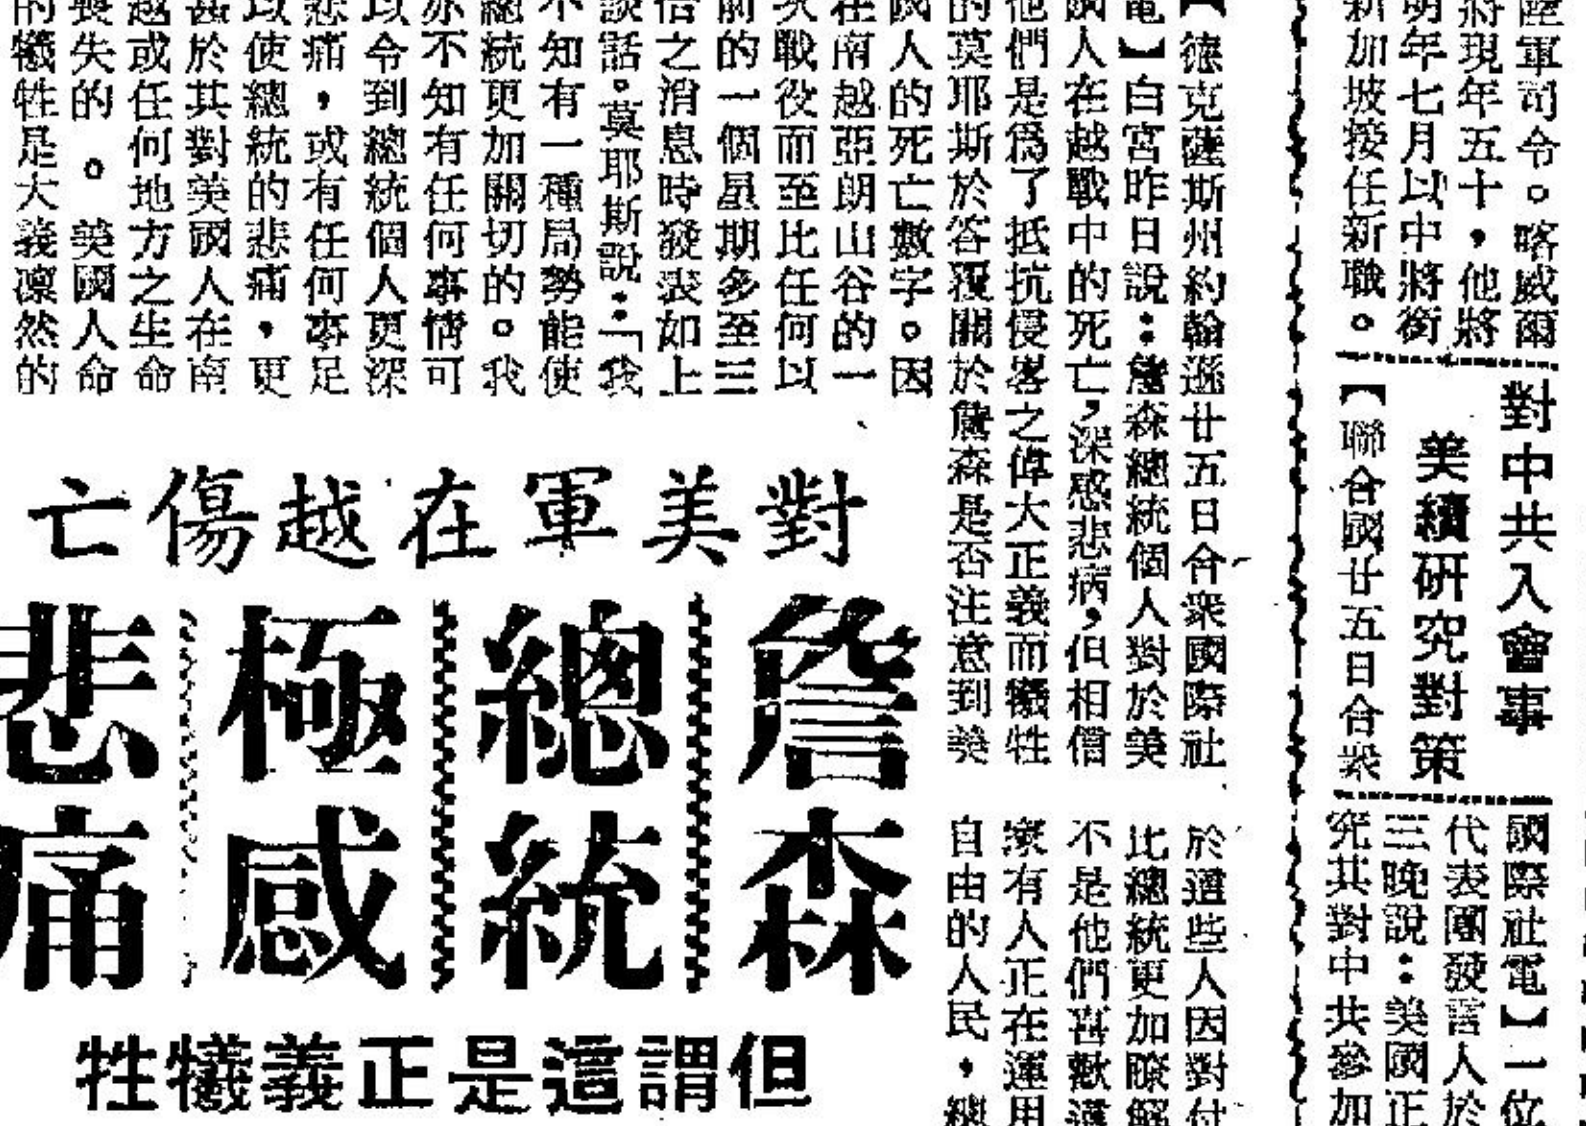 陸軍司令。略威爾
將現年五十，他將
明年七月以中將銜
新加坡接任新職。
對中共入會事
美續研究對策
【聯合國廿五日合衆
國際社電】一位
代表團發言人於
三晚說：美國正
究其對中共參加
對美軍在越傷亡
詹森
總統
極感
悲痛
但謂這是正義犧牲
【德克薩斯州約翰遜廿五日合衆國際社
電】白宮昨日說：詹森總統個人對於美
國人在越戰中的死亡，深感悲痛，但相信
他們是爲了抵抗侵畧之偉大正義而犧牲
的莫耶斯於答覆關於詹森是否注意到美
國人的死亡數字。因
在南越亞朗山谷的一
次戰役而至比任何以
前的一個星期多至三
倍之消息時發表如上
談話。莫耶斯說：「我
不知有一種局勢能使
總統更加關切的。我
亦不知有任何事情可
以令到總統個人更深
悲痛，或有任何事足
以使總統的悲痛，更
甚於其對美國人在南
越或任何地方之生命
喪失的。美國人命
的犧牲是大義凛然的
於這些人因對付
比總統更加瞭解
不是他們喜歡這
家有人正在運用
自由的人民，總